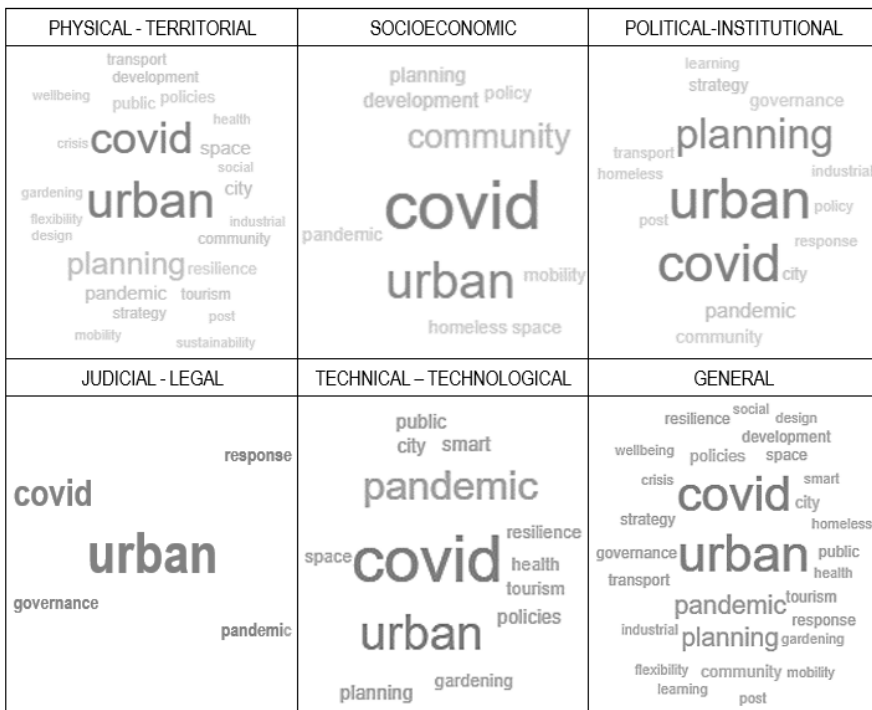 PHYSICAL - TERRITORIAL
transport
development
wellbeing public policies
health
crisis covid space
social
gardening urban city
flexibility industrial
design community
planning resilience
pandemic tourism
strategy post
mobility sustainability
SOCIOECONOMIC
planning
development policy
community
covid
pandemic
urban mobility
homeless space
POLITICAL-INSTITUTIONAL
learning
strategy
governance
planning
transport industrial
homeless
urban policy
post
response
covid city
pandemic
community
JUDICIAL - LEGAL
response
covid
urban
governance
pandemic
TECHNICAL – TECHNOLOGICAL
public
city smart
pandemic
resilience
space covid health
tourism
urban policies
planning gardening
GENERAL
resilience social design
development
wellbeing policies space
crisis covid smart
city
strategy homeless
governance urban public
health
transport
pandemic tourism
response
industrial planning gardening
flexibility community mobility
learning
post